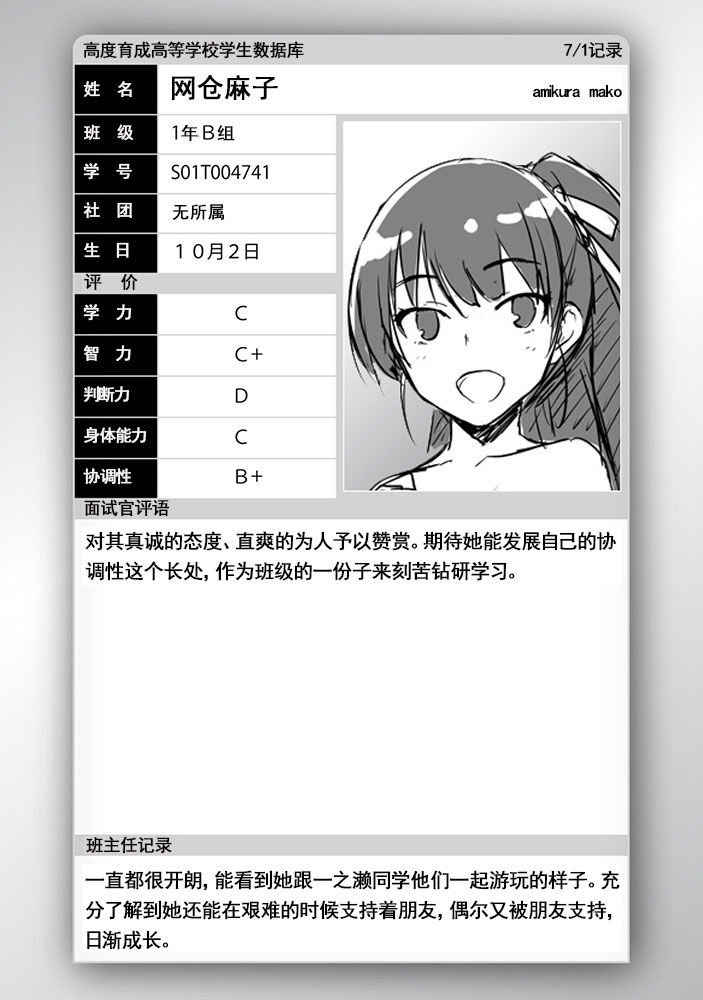 高度育成高等学校学生数据库 7/1记录
姓 名 网仓麻子 amikura mako
班 级 1年B组
学 号 S01T004741
社 团 无所属
生 日 10月2日
评 价
学 力 C
智 力 C+
判断力 D
身体能力 C
协调性 B+
面试官评语
对其真诚的态度、直爽的为人予以赞赏。期待她能发展自己的协
调性这个长处, 作为班级的一份子来刻苦钻研学习。
班主任记录
一直都很开朗, 能看到她跟一之濑同学他们一起游玩的样子。充
分了解到她还能在艰难的时候支持着朋友, 偶尔又被朋友支持,
日渐成长。